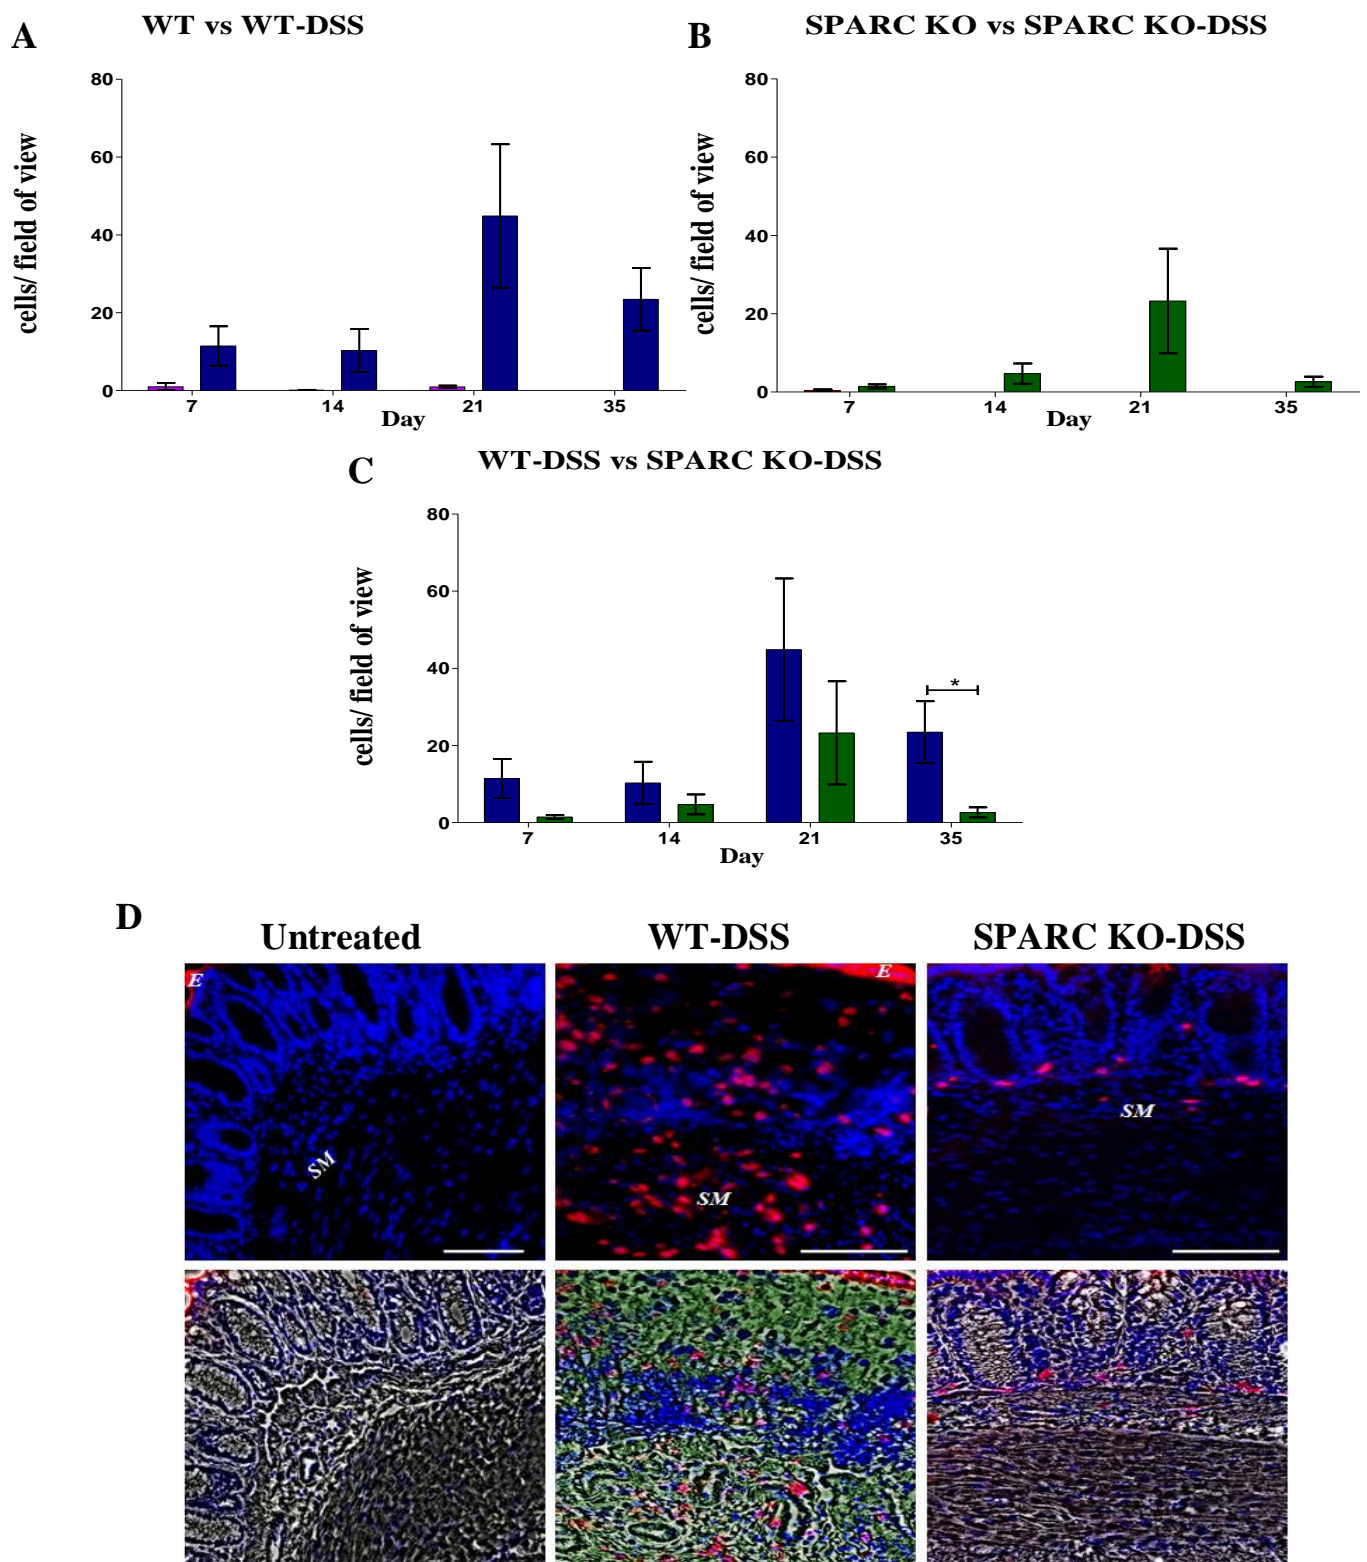 A
WT vs WT-DSS
80
60
40
20
0
cells/ field of view
7 14 21 35
Day
B
SPARC KO vs SPARC KO-DSS
80
60
40
20
0
cells/ field of view
7 14 21 35
Day
C
WT-DSS vs SPARC KO-DSS
80
60
40
20
0
cells/ field of view
*
7 14 21 35
Day
D
Untreated WT-DSS SPARC KO-DSS
E
SM
E
SM
SM